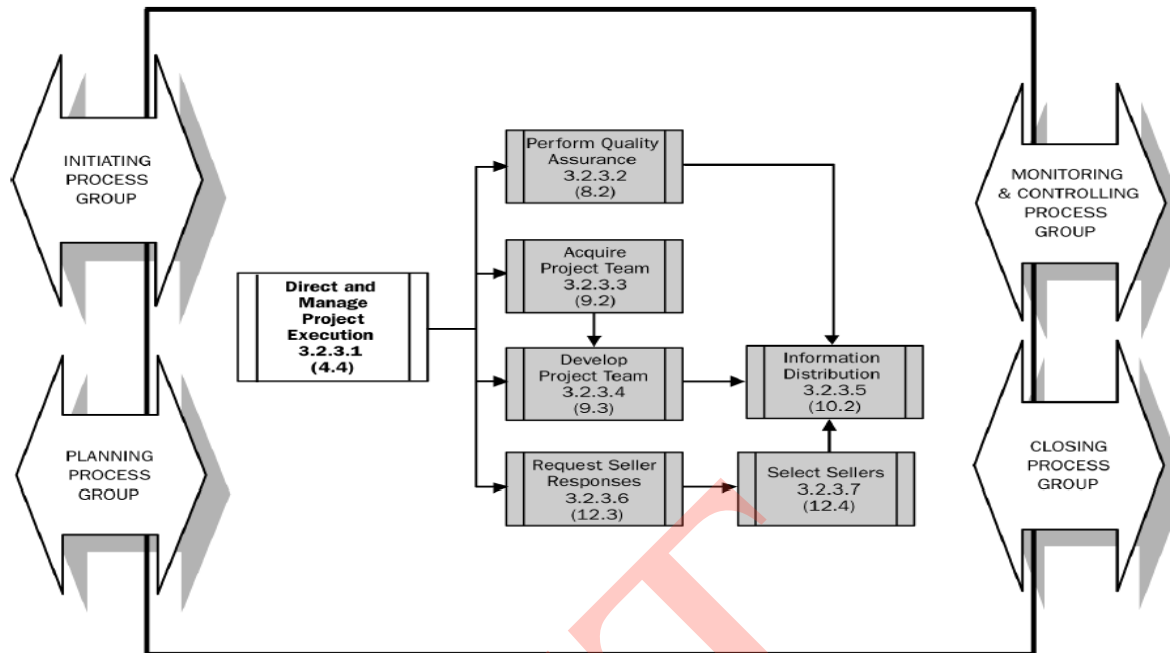 INITIATING
PROCESS
GROUP
PLANNING
PROCESS
GROUP
Direct and
Manage
Project
Execution
3.2.3.1
(4.4)
Perform Quality
Assurance
3.2.3.2
(8.2)
Acquire
Project Team
3.2.3.3
(9.2)
Develop
Project Team
3.2.3.4
(9.3)
Request Seller
Responses
3.2.3.6
(12.3)
Information
Distribution
3.2.3.5
(10.2)
Select Sellers
3.2.3.7
(12.4)
MONITORING
& CONTROLLING
PROCESS
GROUP
CLOSING
PROCESS
GROUP